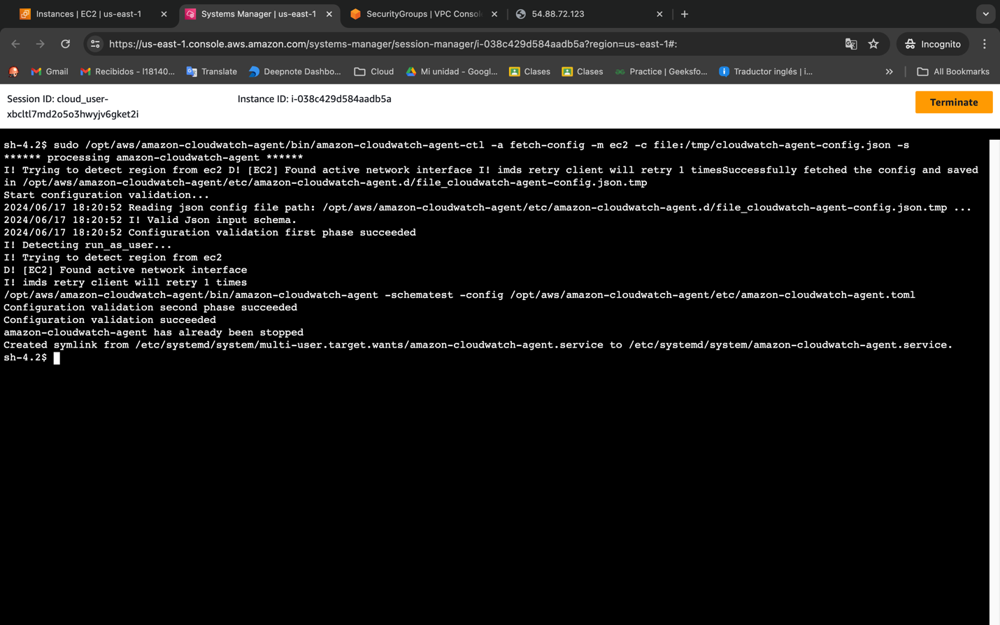 Instances | EC2 | us-east-1
Systems Manager | us-east-1
SecurityGroups | VPC Consol
54.88.72.123
https://us-east-1.console.aws.amazon.com/systems-manager/session-manager/i-038c429d584aadb5a?region=us-east-1#:
Incognito
Gmail
Recibidos - l18140...
Translate
Deepnote Dashbo...
Cloud
Mi unidad - Googl...
Clases
Clases
Practice | Geeksfo...
Traductor inglés | i...
All Bookmarks
Session ID: cloud_user-
xbcltl7md2o5o3hwyjv6gket2i
Instance ID: i-038c429d584aadb5a
Terminate
sh-4.2$ sudo /opt/aws/amazon-cloudwatch-agent/bin/amazon-cloudwatch-agent-ctl -a fetch-config -m ec2 -c file:/tmp/cloudwatch-agent-config.json -s
****** processing amazon-cloudwatch-agent ******
I! Trying to detect region from ec2 D! [EC2] Found active network interface I! imds retry client will retry 1 timesSuccessfully fetched the config and saved
in /opt/aws/amazon-cloudwatch-agent/etc/amazon-cloudwatch-agent.d/file_cloudwatch-agent-config.json.tmp
Start configuration validation...
2024/06/17 18:20:52 Reading json config file path: /opt/aws/amazon-cloudwatch-agent/etc/amazon-cloudwatch-agent.d/file_cloudwatch-agent-config.json.tmp ...
2024/06/17 18:20:52 I! Valid Json input schema.
2024/06/17 18:20:52 Configuration validation first phase succeeded
I! Detecting run_as_user...
I! Trying to detect region from ec2
D! [EC2] Found active network interface
I! imds retry client will retry 1 times
/opt/aws/amazon-cloudwatch-agent/bin/amazon-cloudwatch-agent -schematest -config /opt/aws/amazon-cloudwatch-agent/etc/amazon-cloudwatch-agent.toml
Configuration validation second phase succeeded
Configuration validation succeeded
amazon-cloudwatch-agent has already been stopped
Created symlink from /etc/systemd/system/multi-user.target.wants/amazon-cloudwatch-agent.service to /etc/systemd/system/amazon-cloudwatch-agent.service.
sh-4.2$